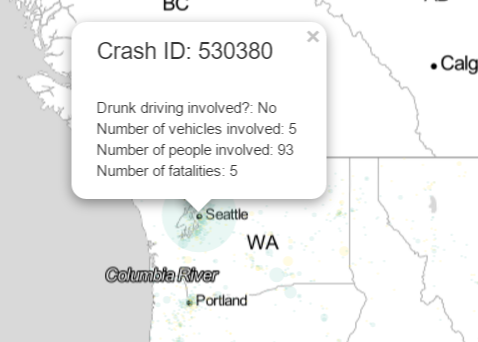 BC
×
Crash ID: 530380
Drunk driving involved?: No
Number of vehicles involved: 5
Number of people involved: 93
Number of fatalities: 5
Calg
Seattle
WA
Columbia River
Portland